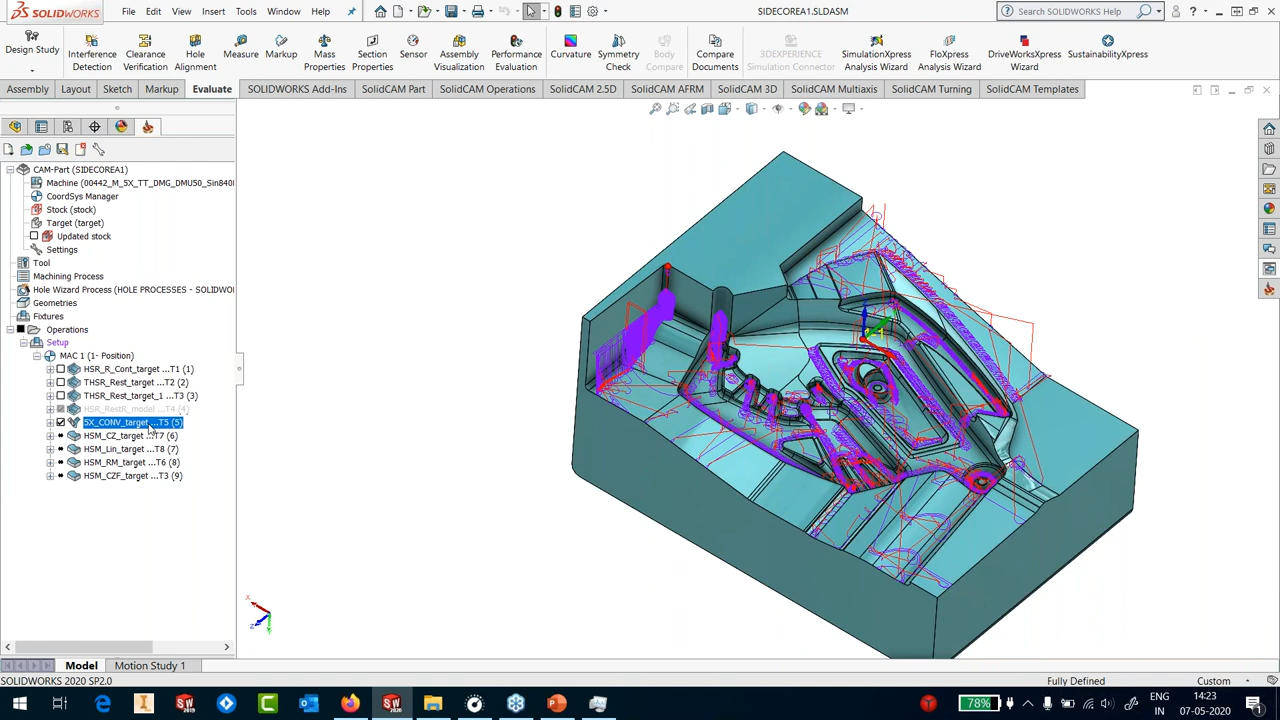 SOLIDWORKS
File Edit View Insert Tools Window Help
SIDECOREA1.SLDASM
Search SOLIDWORKS Help
Design Study
Interference Detection
Clearance Verification
Hole Alignment
Measure
Markup
Mass Properties
Section Properties
Sensor
Assembly Visualization
Performance Evaluation
Curvature
Symmetry Check
Body Compare
Compare Documents
3DEXPERIENCE Simulation Connector
SimulationXpress Analysis Wizard
FloXpress Analysis Wizard
DriveWorksXpress Wizard
SustainabilityXpress
Assembly Layout Sketch Markup Evaluate SOLIDWORKS Add-Ins SolidCAM Part SolidCAM Operations SolidCAM 2.5D SolidCAM AFRM SolidCAM 3D SolidCAM Multiaxis SolidCAM Turning SolidCAM Templates
CAM-Part (SIDECOREA1)
Machine (00442_M_5X_TT_DMG_DMU50_Sin840
CoordSys Manager
Stock (stock)
Target (target)
Updated stock
Settings
Tool
Machining Process
Hole Wizard Process (HOLE PROCESSES - SOLIDWO
Geometries
Fixtures
Operations
Setup
MAC 1 (1- Position)
HSR_R_Cont_target ...T1 (1)
THSR_Rest_target ...T2 (2)
THSR_Rest_target_1 ...T3 (3)
HSR_RestR_model ...T4 (4)
5X_CONV_target ...T5 (5)
HSM_CZ_target ...T7 (6)
HSM_Lin_target ...T8 (7)
HSM_RM_target ...T6 (8)
HSM_CZF_target ...T3 (9)
X
Z
Model Motion Study 1
SOLIDWORKS 2020 SP2.0
Fully Defined
Custom
78%
ENG
IN
14:23
07-05-2020